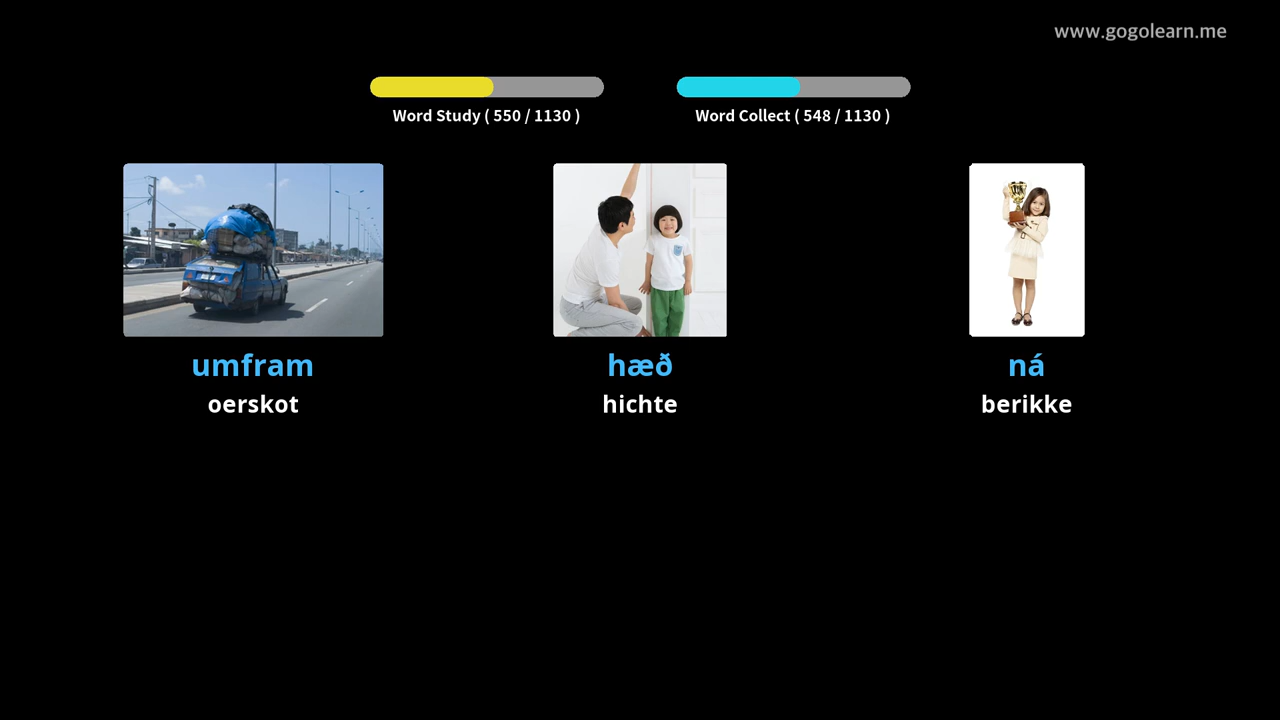 www.gogolearn.me
Word Study ( 550 / 1130 )
Word Collect ( 548 / 1130 )
umfram
hæð
ná
oerskot
hichte
berikke